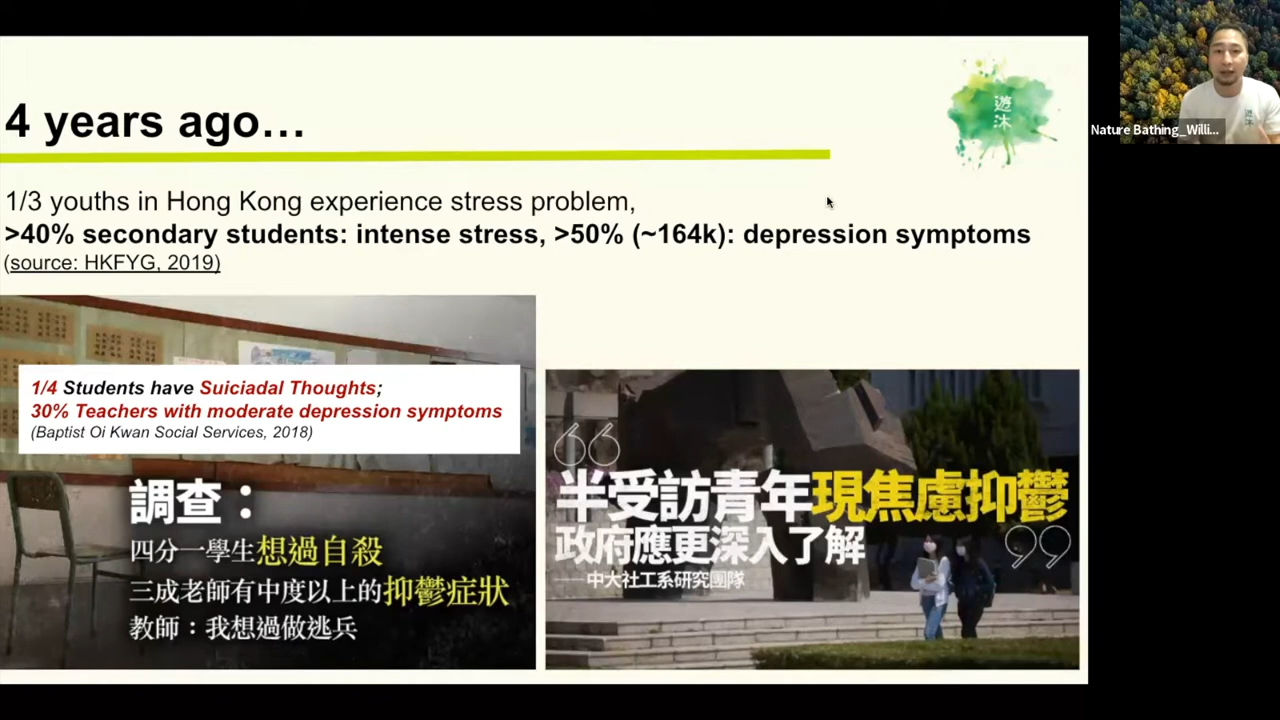 4 years ago…
遊
沐
1/3 youths in Hong Kong experience stress problem,
>40% secondary students: intense stress, >50% (~164k): depression symptoms
(source: HKFYG, 2019)
1/4 Students have Suiciadal Thoughts;
30% Teachers with moderate depression symptoms
(Baptist Oi Kwan Social Services, 2018)
調查：
四分一學生想過自殺
三成老師有中度以上的抑鬱症狀
教師：我想過做逃兵
“
半受訪青年現焦慮抑鬱
政府應更深入了解
”
──中大社工系研究團隊
遊
沐
Nature Bathing_Willi...